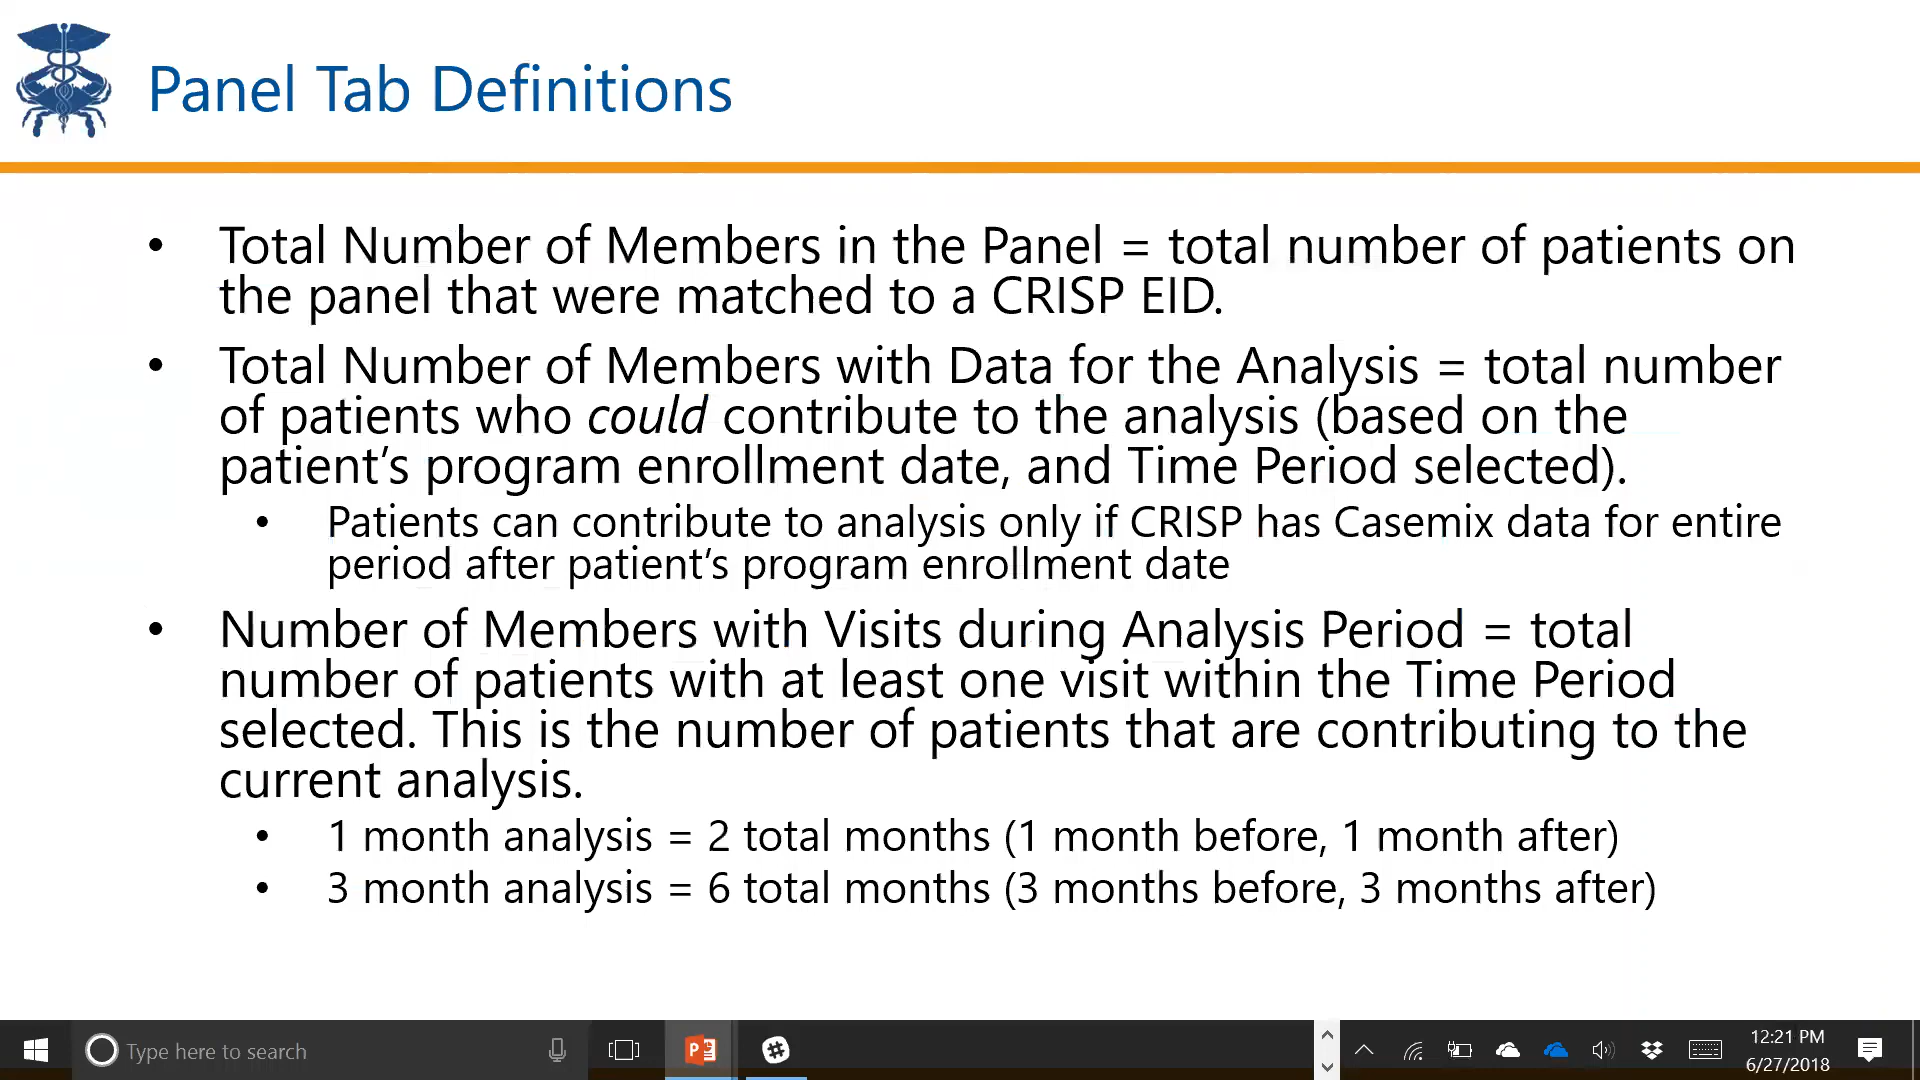 Panel Tab Definitions
• Total Number of Members in the Panel = total number of patients on
the panel that were matched to a CRISP EID.
• Total Number of Members with Data for the Analysis = total number
of patients who could contribute to the analysis (based on the
patient’s program enrollment date, and Time Period selected).
• Patients can contribute to analysis only if CRISP has Casemix data for entire
period after patient’s program enrollment date
• Number of Members with Visits during Analysis Period = total
number of patients with at least one visit within the Time Period
selected. This is the number of patients that are contributing to the
current analysis.
• 1 month analysis = 2 total months (1 month before, 1 month after)
• 3 month analysis = 6 total months (3 months before, 3 months after)
Type here to search
12:21 PM
6/27/2018